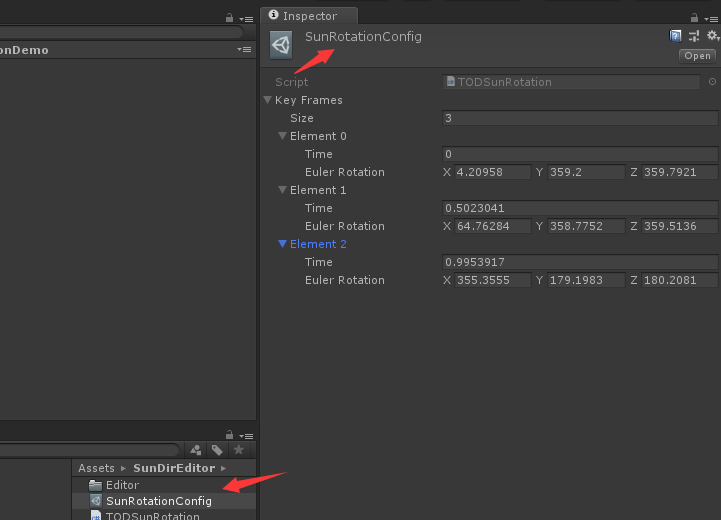 Inspector
SunRotationConfig
Open
onDemo
Script TODSunRotation
Key Frames
Size 3
Element 0
Time 0
Euler Rotation X 4.20958 Y 359.2 Z 359.7921
Element 1
Time 0.5023041
Euler Rotation X 64.76284 Y 358.7752 Z 359.5136
Element 2
Time 0.9953917
Euler Rotation X 355.3555 Y 179.1983 Z 180.2081
Assets ▸ SunDirEditor ▸
Editor
SunRotationConfig
TODSunRotation